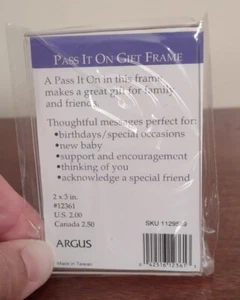 PASS IT ON GIFT FRAME
A Pass It On in this frame
makes a great gift for family
and friends.
Thoughtful messages perfect for:
•birthdays/special occasions
•new baby
•support and encouragement
•thinking of you
•acknowledge a special friend
2 x 3 in.
#12361
U.S. 2.00
Canada 2.50
SKU
ARGUS
Made in Taiwan